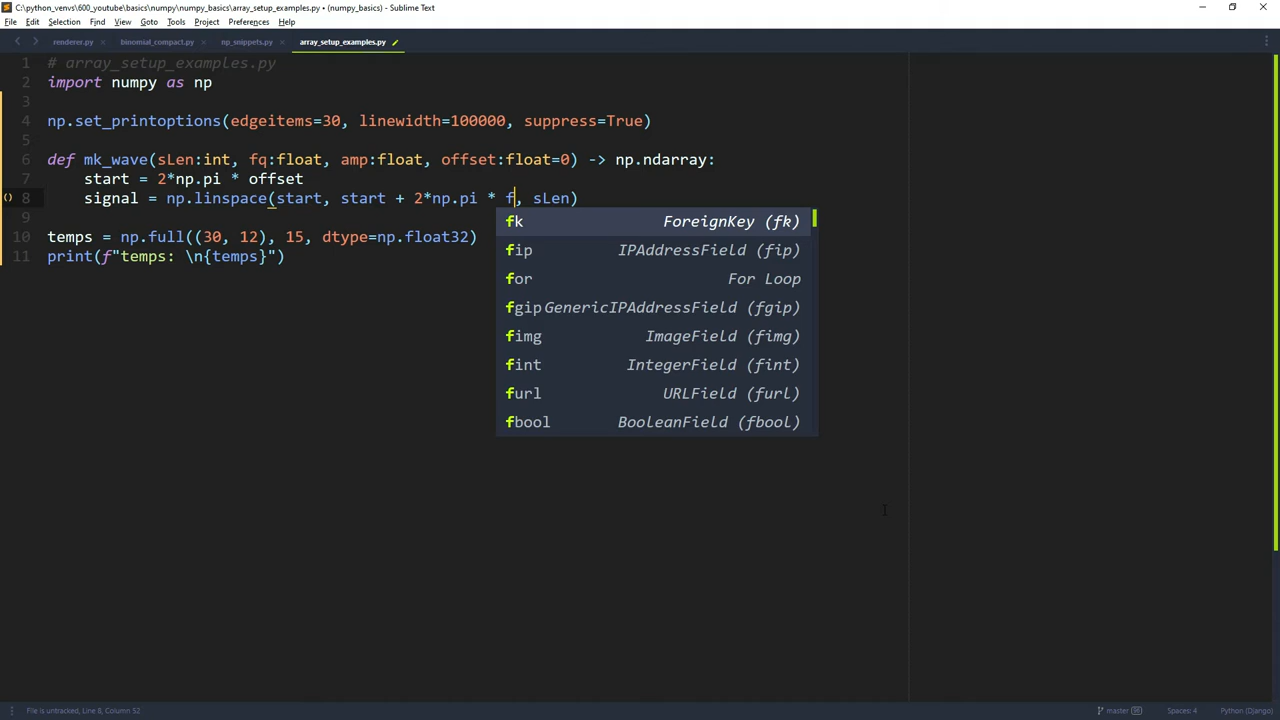 C:\python_venvs\600_youtube\basics\numpy\basics\array_setup_examples.py • (numpy_basics) - Sublime Text
File Edit Selection Find View Goto Tools Project Preferences Help
renderer.py binomial_compact.py np_snippets.py array_setup_examples.py
1 # array_setup_examples.py
2 import numpy as np
3
4 np.set_printoptions(edgeitems=30, linewidth=100000, suppress=True)
5
6 def mk_wave(sLen:int, fq:float, amp:float, offset:float=0) -> np.ndarray:
7 start = 2*np.pi * offset
8 signal = np.linspace(start, start + 2*np.pi * f, sLen)
9
fk ForeignKey (fk)
10 temps = np.full((30, 12), 15, dtype=np.float32)
fip IPAddressField (fip)
11 print(f"temps: \n{temps}")
for For Loop
fgip GenericIPAddressField (fgip)
fimg ImageField (fimg)
fint IntegerField (fint)
furl URLField (furl)
fbool BooleanField (fbool)
File is untracked, Line 8, Column 52 master Spaces: 4 Python (Django)